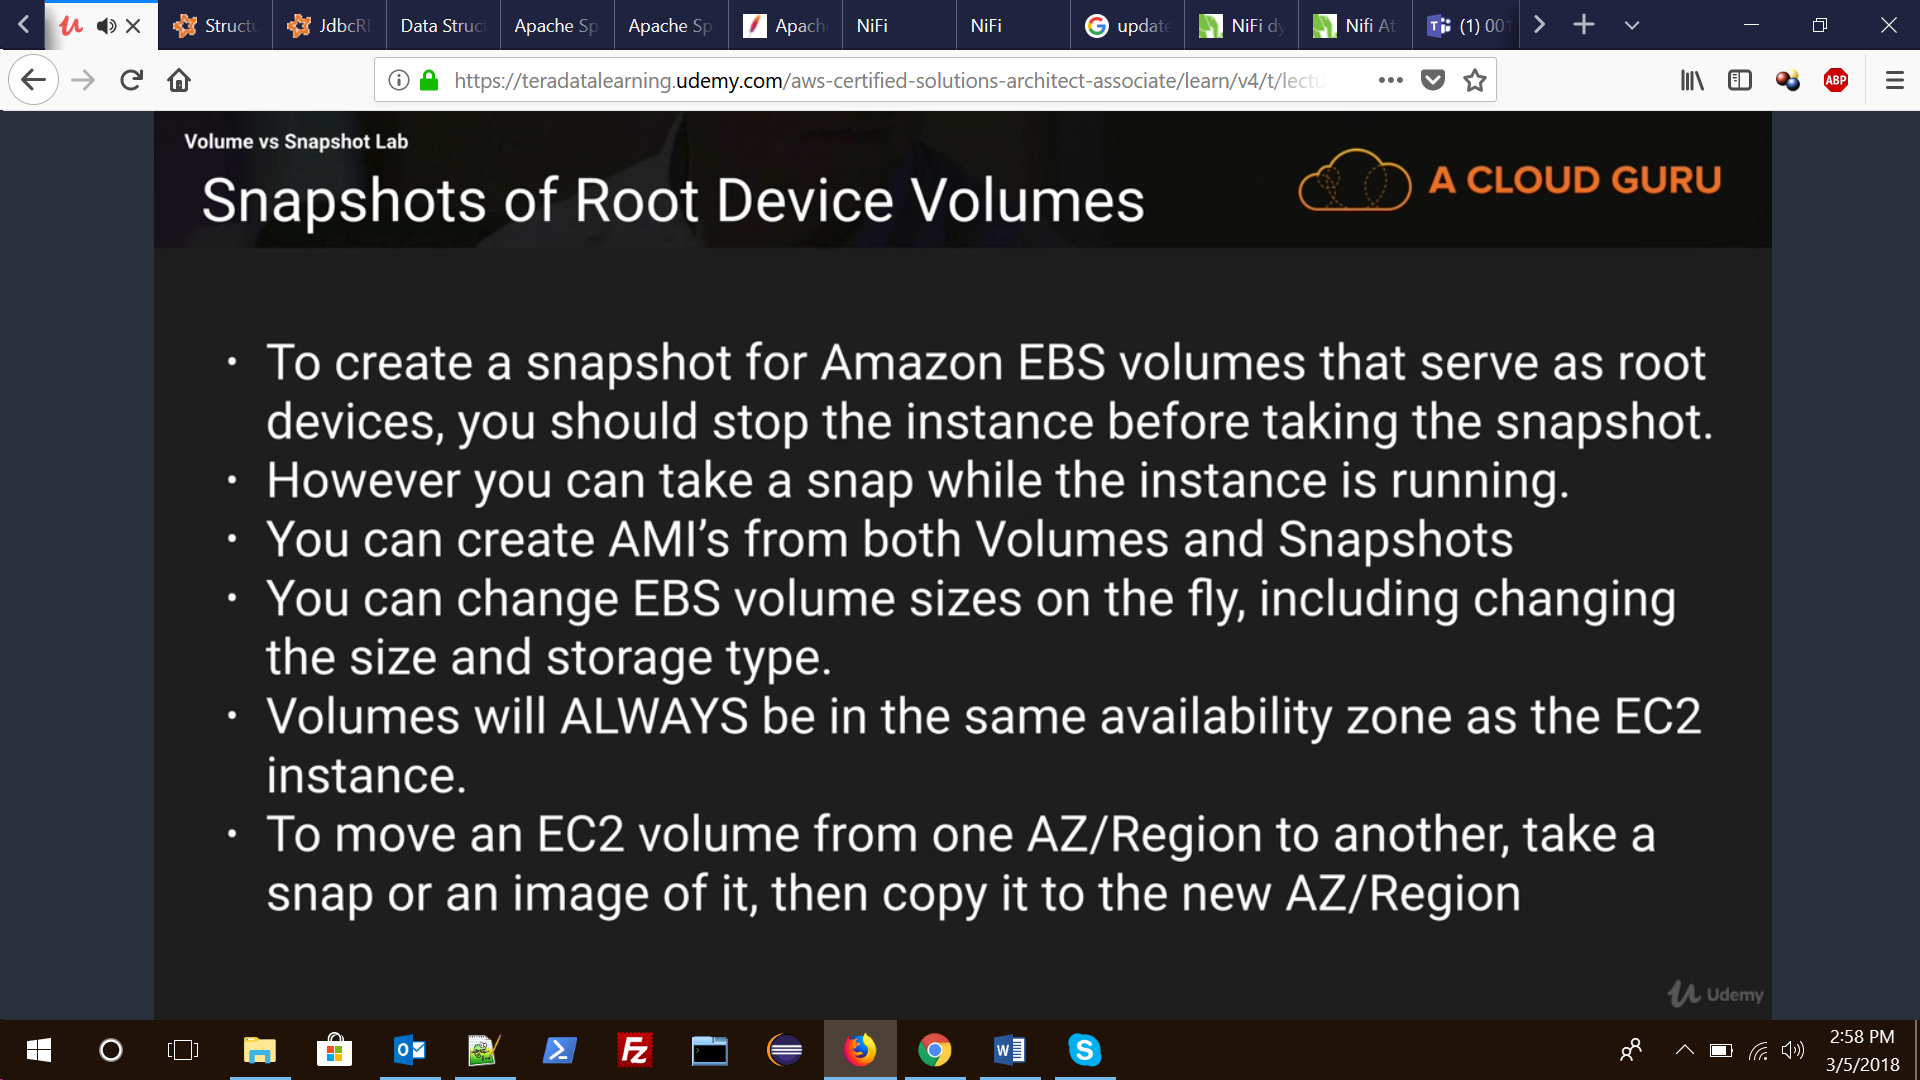 Structu
JdbcRD
Data Struct
Apache Sp
Apache Sp
Apach
NiFi
NiFi
update
NiFi dy
Nifi At
(1) 001
https://teradatalearning.udemy.com/aws-certified-solutions-architect-associate/learn/v4/t/lectu
ABP
Volume vs Snapshot Lab
Snapshots of Root Device Volumes
A CLOUD GURU
• To create a snapshot for Amazon EBS volumes that serve as root
devices, you should stop the instance before taking the snapshot.
• However you can take a snap while the instance is running.
• You can create AMI’s from both Volumes and Snapshots
• You can change EBS volume sizes on the fly, including changing
the size and storage type.
• Volumes will ALWAYS be in the same availability zone as the EC2
instance.
• To move an EC2 volume from one AZ/Region to another, take a
snap or an image of it, then copy it to the new AZ/Region
Udemy
2:58 PM
3/5/2018